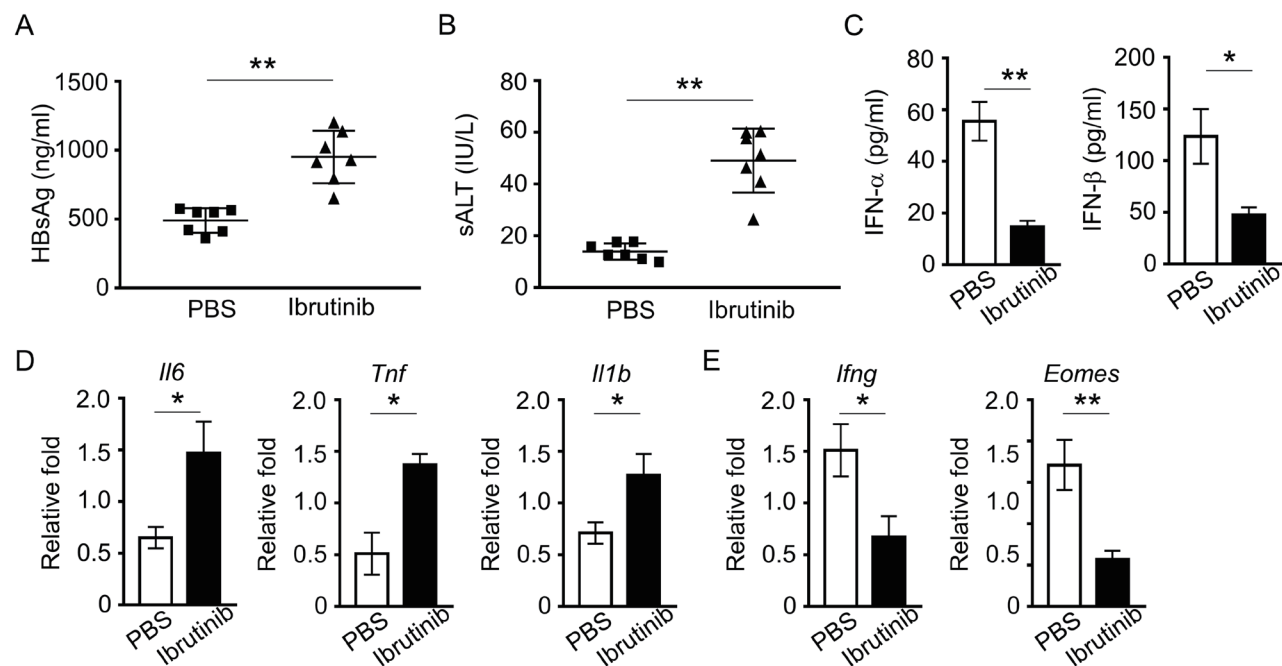 A
HBsAg (ng/ml)
1500
1000
500
0
**
PBS
Ibrutinib
B
sALT (IU/L)
80
60
40
20
0
**
PBS
Ibrutinib
C
IFN-α (pg/ml)
80
60
40
20
0
**
PBS
Ibrutinib
IFN-β (pg/ml)
200
150
100
50
0
*
PBS
Ibrutinib
D
Il6
Relative fold
2.0
1.5
1.0
0.5
0
*
PBS
Ibrutinib
Tnf
Relative fold
2.0
1.5
1.0
0.5
0
*
PBS
Ibrutinib
Il1b
Relative fold
2.0
1.5
1.0
0.5
0
*
PBS
Ibrutinib
E
Ifng
Relative fold
2.0
1.5
1.0
0.5
0
*
PBS
Ibrutinib
Eomes
Relative fold
2.0
1.5
1.0
0.5
0
**
PBS
Ibrutinib